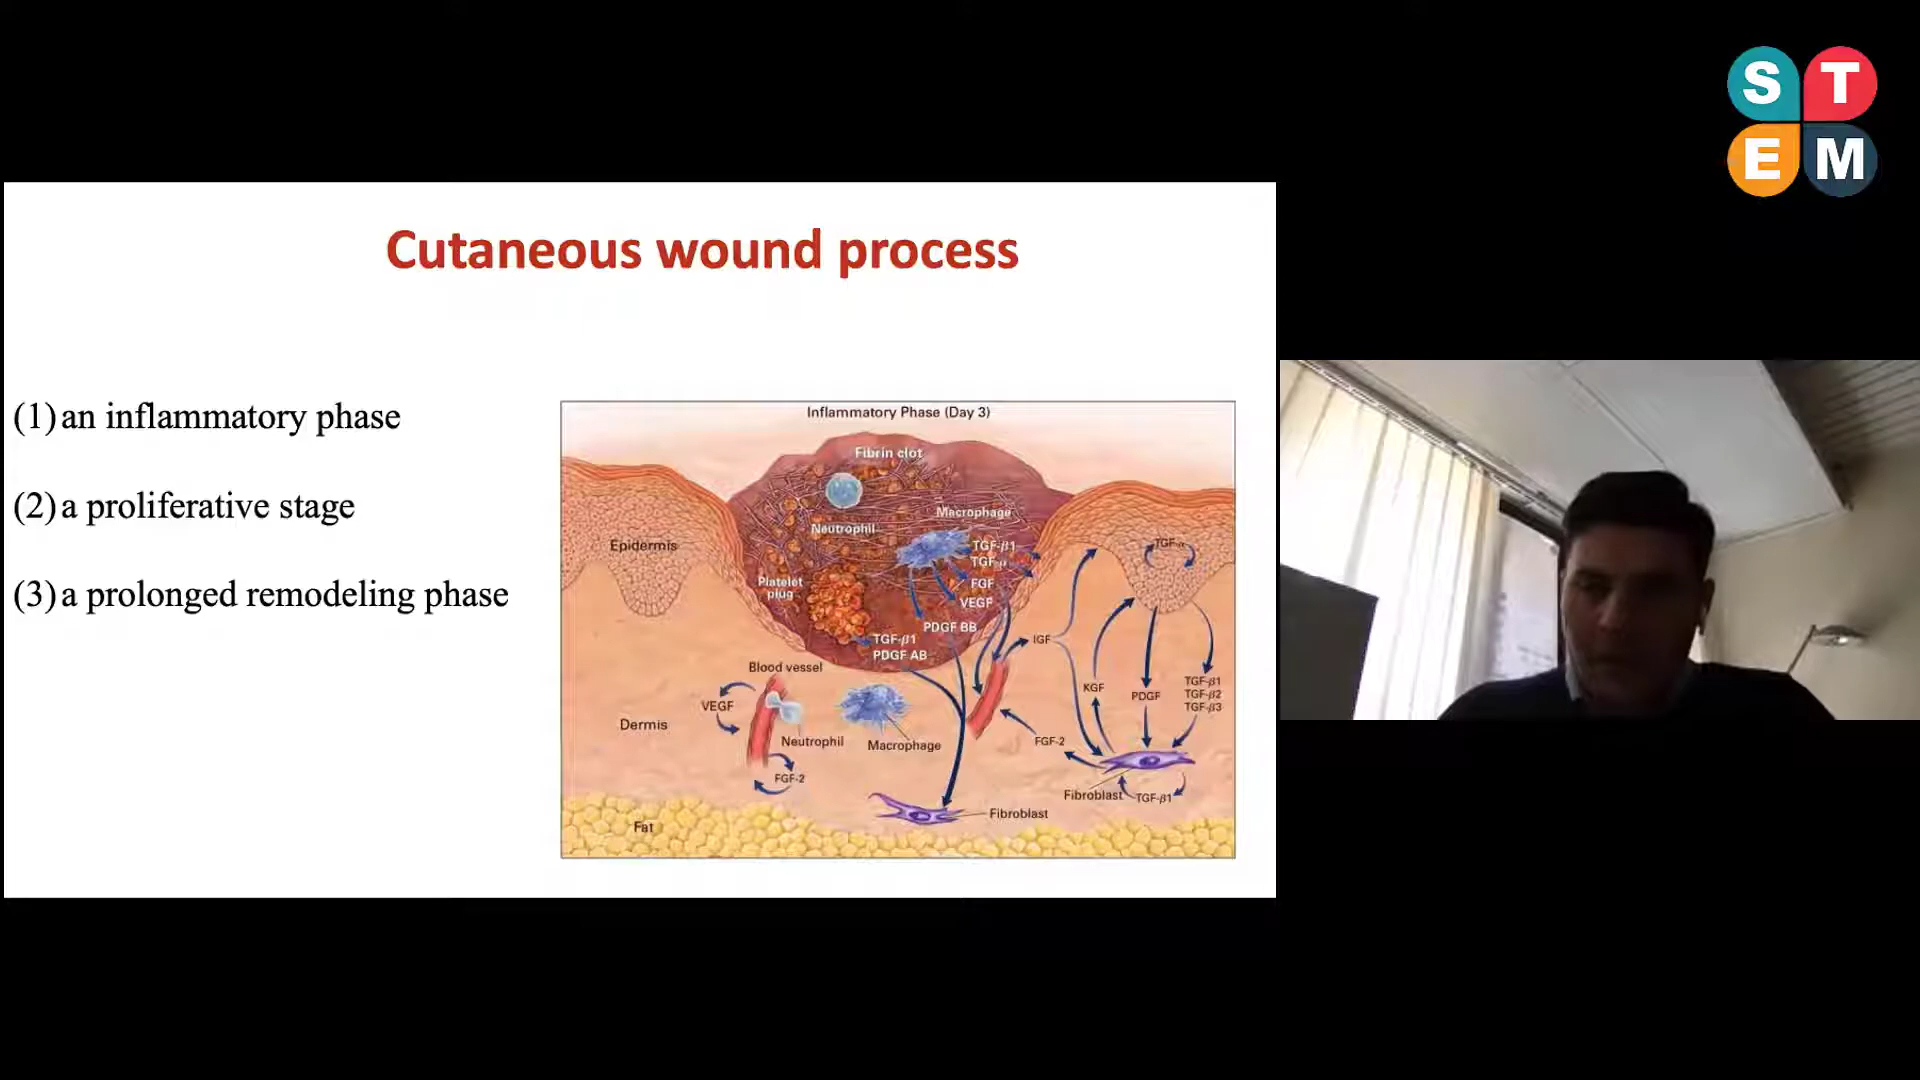 S T
E M
Cutaneous wound process
(1) an inflammatory phase
(2) a proliferative stage
(3) a prolonged remodeling phase
Inflammatory Phase (Day 3)
Fibrin clot
Macrophage
Neutrophil
TGF-β1
TGF-α
FGF
VEGF
PDGF BB
Epidermis
Platelet
plug
TGF-β1
PDGF AB
TGF-α
IGF
Blood vessel
VEGF
Neutrophil
FGF-2
Macrophage
Dermis
KGF
PDGF
TGF-β1
TGF-β2
TGF-β3
FGF-2
Fibroblast
TGF-β1
Fibroblast
Fat